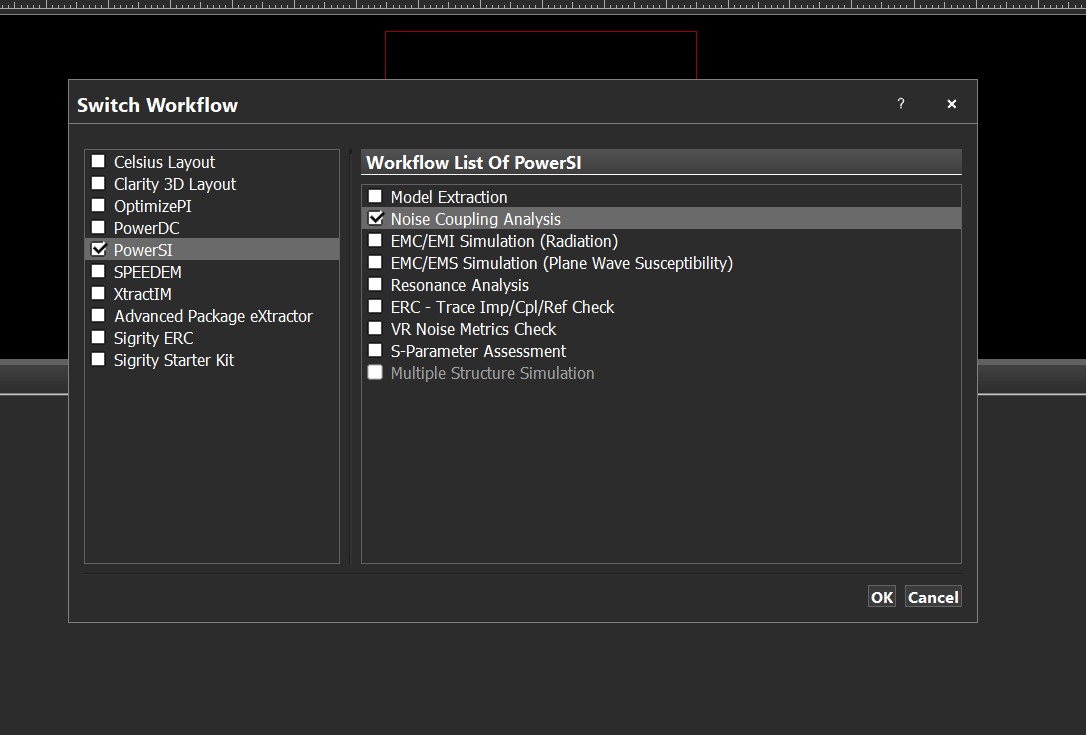 Switch Workflow
?
×
Celsius Layout
Clarity 3D Layout
OptimizePI
PowerDC
PowerSI
SPEEDEM
XtractIM
Advanced Package eXtractor
Sigrity ERC
Sigrity Starter Kit
Workflow List Of PowerSI
Model Extraction
Noise Coupling Analysis
EMC/EMI Simulation (Radiation)
EMC/EMS Simulation (Plane Wave Susceptibility)
Resonance Analysis
ERC - Trace Imp/Cpl/Ref Check
VR Noise Metrics Check
S-Parameter Assessment
Multiple Structure Simulation
OK Cancel